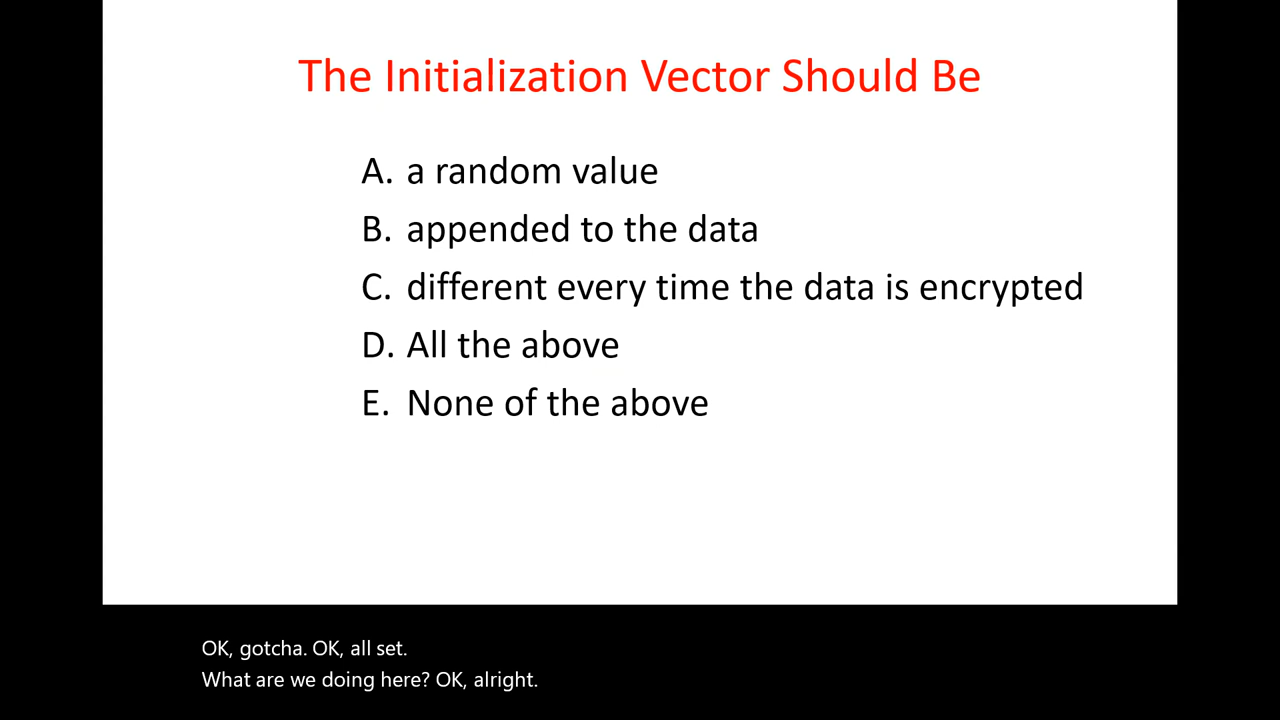 The Initialization Vector Should Be
A. a random value
B. appended to the data
C. different every time the data is encrypted
D. All the above
E. None of the above
OK, gotcha. OK, all set.
What are we doing here? OK, alright.